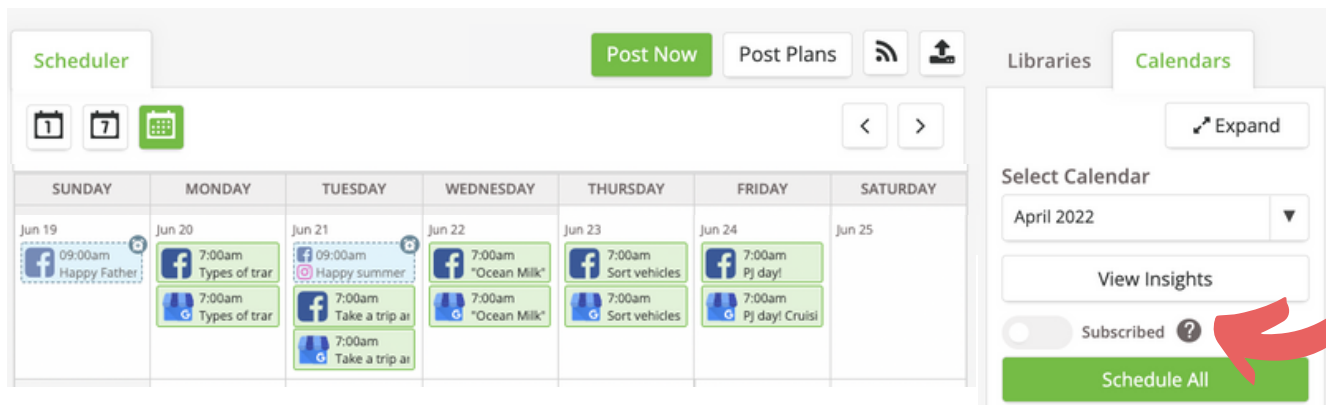 Scheduler
Post Now
Post Plans
Libraries
Calendars
1
7
Expand
SUNDAY MONDAY TUESDAY WEDNESDAY THURSDAY FRIDAY SATURDAY
Select Calendar
April 2022
View Insights
Subscribed ?
Schedule All
Jun 19
09:00am
Happy Father
Jun 20
7:00am
Types of trar
7:00am
Types of trar
Jun 21
09:00am
Happy summer
7:00am
Take a trip ar
7:00am
Take a trip ar
Jun 22
7:00am
"Ocean Milk"
7:00am
"Ocean Milk"
Jun 23
7:00am
Sort vehicles
7:00am
Sort vehicles
Jun 24
7:00am
PJ day!
7:00am
PJ day! Cruisi
Jun 25